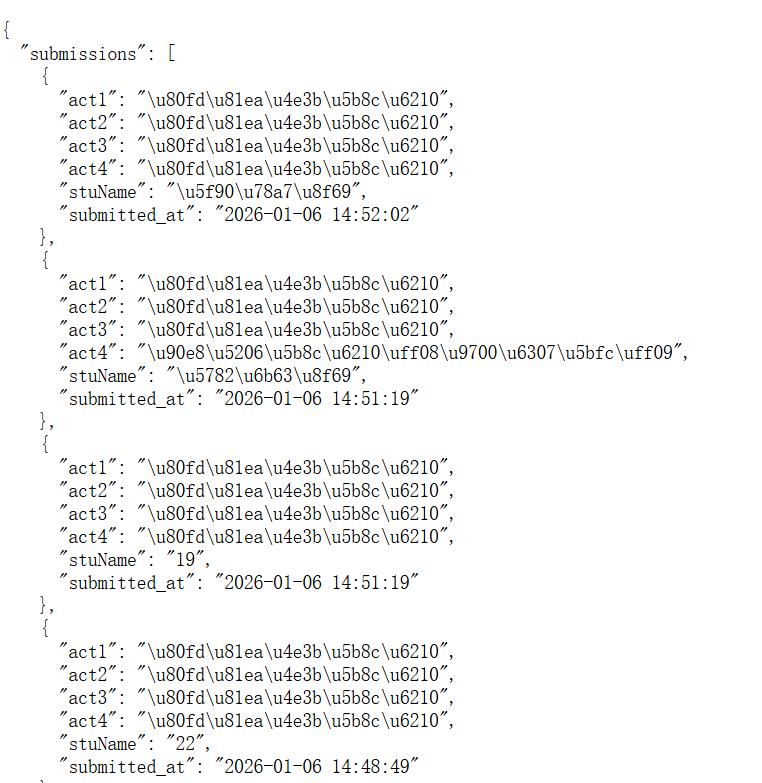 {
"submissions": [
{
"act1": "\u80fd\u81ea\u4e3b\u5b8c\u6210",
"act2": "\u80fd\u81ea\u4e3b\u5b8c\u6210",
"act3": "\u80fd\u81ea\u4e3b\u5b8c\u6210",
"act4": "\u80fd\u81ea\u4e3b\u5b8c\u6210",
"stuName": "\u5f90\u78a7\u8f69",
"submitted_at": "2026-01-06 14:52:02"
},
{
"act1": "\u80fd\u81ea\u4e3b\u5b8c\u6210",
"act2": "\u80fd\u81ea\u4e3b\u5b8c\u6210",
"act3": "\u80fd\u81ea\u4e3b\u5b8c\u6210",
"act4": "\u90e8\u5206\u5b8c\u6210\uff08\u9700\u6307\u5bfc\uff09",
"stuName": "\u5782\u6b63\u8f69",
"submitted_at": "2026-01-06 14:51:19"
},
{
"act1": "\u80fd\u81ea\u4e3b\u5b8c\u6210",
"act2": "\u80fd\u81ea\u4e3b\u5b8c\u6210",
"act3": "\u80fd\u81ea\u4e3b\u5b8c\u6210",
"act4": "\u80fd\u81ea\u4e3b\u5b8c\u6210",
"stuName": "19",
"submitted_at": "2026-01-06 14:51:19"
},
{
"act1": "\u80fd\u81ea\u4e3b\u5b8c\u6210",
"act2": "\u80fd\u81ea\u4e3b\u5b8c\u6210",
"act3": "\u80fd\u81ea\u4e3b\u5b8c\u6210",
"act4": "\u80fd\u81ea\u4e3b\u5b8c\u6210",
"stuName": "22",
"submitted_at": "2026-01-06 14:48:49"